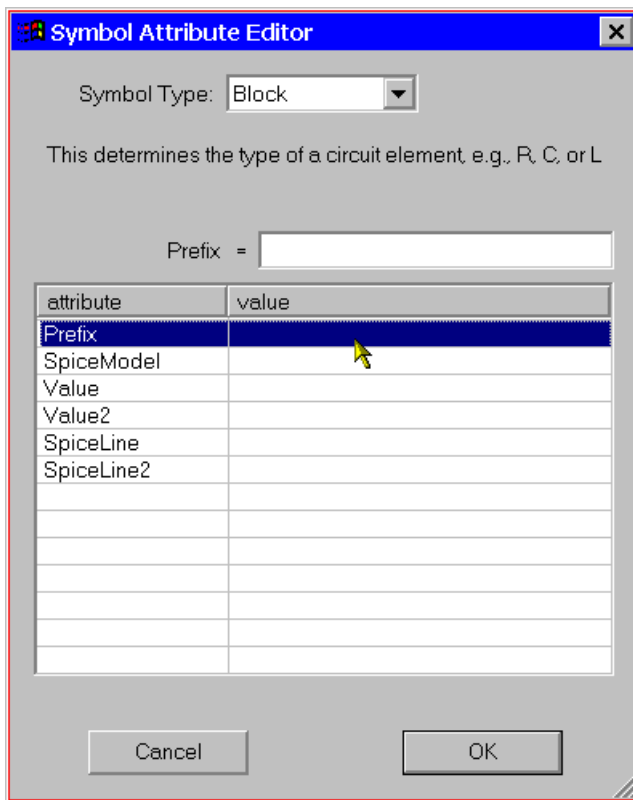 Symbol Attribute Editor
Symbol Type: Block
This determines the type of a circuit element, e.g., R, C, or L
Prefix =
attribute value
Prefix
SpiceModel
Value
Value2
SpiceLine
SpiceLine2
Cancel OK